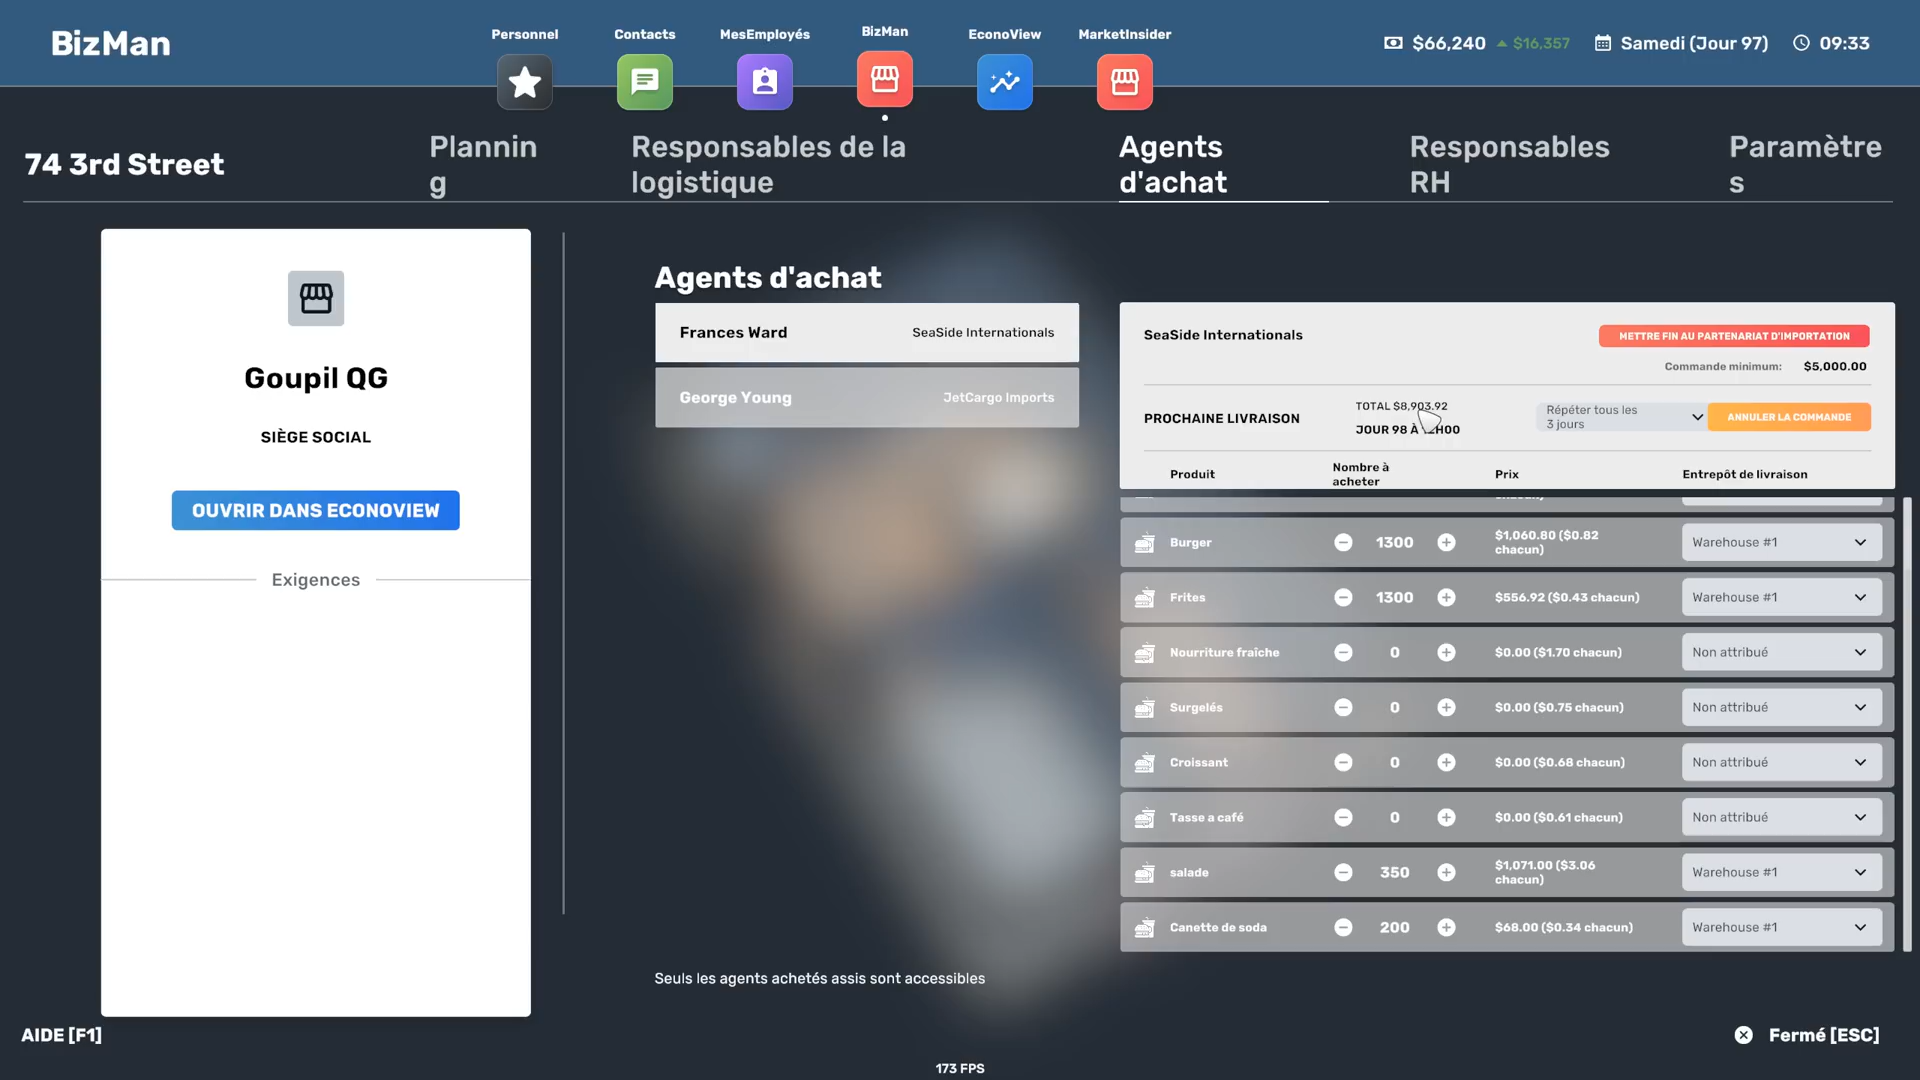 BizMan
Personnel
Contacts
MesEmployés
BizMan
EconoView
MarketInsider
$66,240
$16,357
Samedi (Jour 97)
09:33
74 3rd Street
Plannin
g
Responsables de la
logistique
Agents
d'achat
Responsables
RH
Paramètre
s
Goupil QG
SIÈGE SOCIAL
OUVRIR DANS ECONOVIEW
Exigences
Agents d'achat
Frances Ward SeaSide Internationals
George Young JetCargo Imports
Seuls les agents achetés assis sont accessibles
SeaSide Internationals
METTRE FIN AU PARTENARIAT D'IMPORTATION
Commande minimum: $5,000.00
PROCHAINE LIVRAISON
TOTAL $8,903.92
JOUR 98 À 12H00
Répéter tous les
3 jours
ANNULER LA COMMANDE
Produit
Nombre à
acheter
Prix
Entrepôt de livraison
Burger 1300 $1,060.80 ($0.82
chacun) Warehouse #1
Frites 1300 $556.92 ($0.43 chacun) Warehouse #1
Nourriture fraîche 0 $0.00 ($1.70 chacun) Non attribué
Surgelés 0 $0.00 ($0.75 chacun) Non attribué
Croissant 0 $0.00 ($0.68 chacun) Non attribué
Tasse a café 0 $0.00 ($0.61 chacun) Non attribué
salade 350 $1,071.00 ($3.06
chacun) Warehouse #1
Canette de soda 200 $68.00 ($0.34 chacun) Warehouse #1
AIDE [F1]
Fermé [ESC]
173 FPS